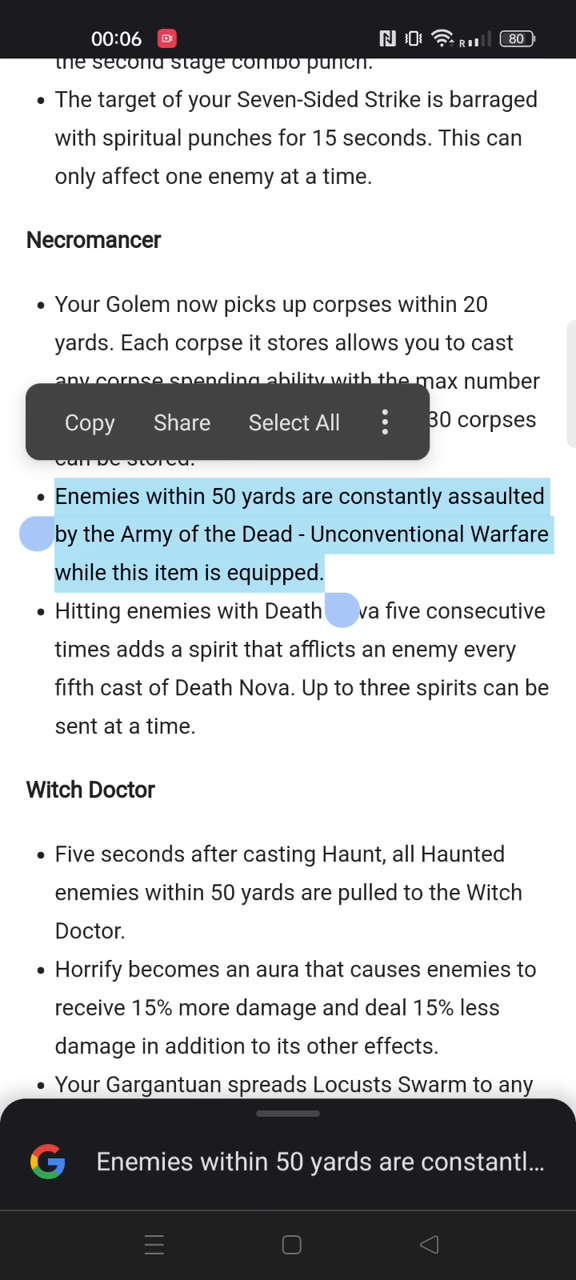 00:06
R
80
the second stage combo punch.
• The target of your Seven-Sided Strike is barraged
with spiritual punches for 15 seconds. This can
only affect one enemy at a time.
Necromancer
• Your Golem now picks up corpses within 20
yards. Each corpse it stores allows you to cast
any corpse spending ability with the max number
30 corpses
can be stored.
Copy Share Select All
• Enemies within 50 yards are constantly assaulted
by the Army of the Dead - Unconventional Warfare
while this item is equipped.
• Hitting enemies with Death va five consecutive
times adds a spirit that afflicts an enemy every
fifth cast of Death Nova. Up to three spirits can be
sent at a time.
Witch Doctor
• Five seconds after casting Haunt, all Haunted
enemies within 50 yards are pulled to the Witch
Doctor.
• Horrify becomes an aura that causes enemies to
receive 15% more damage and deal 15% less
damage in addition to its other effects.
• Your Gargantuan spreads Locusts Swarm to any
G Enemies within 50 yards are constantl...